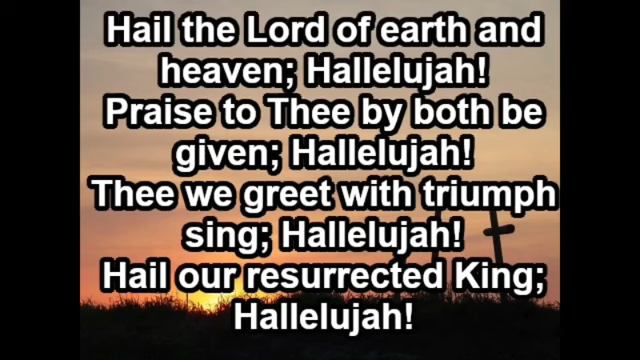 Hail the Lord of earth and
heaven; Hallelujah!
Praise to Thee by both be
given; Hallelujah!
Thee we greet with triumph
sing; Hallelujah!
Hail our resurrected King;
Hallelujah!